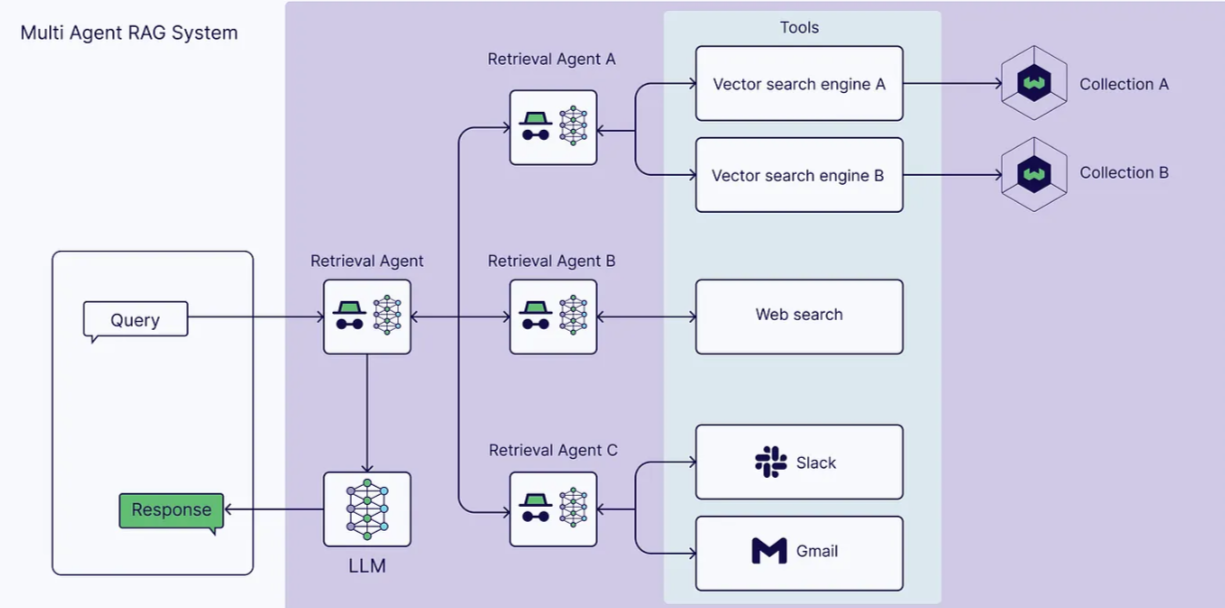 Multi Agent RAG System
Tools
Retrieval Agent A
Vector search engine A
Collection A
Vector search engine B
Collection B
Retrieval Agent
Retrieval Agent B
Query
Web search
Retrieval Agent C
Slack
Response
Gmail
LLM